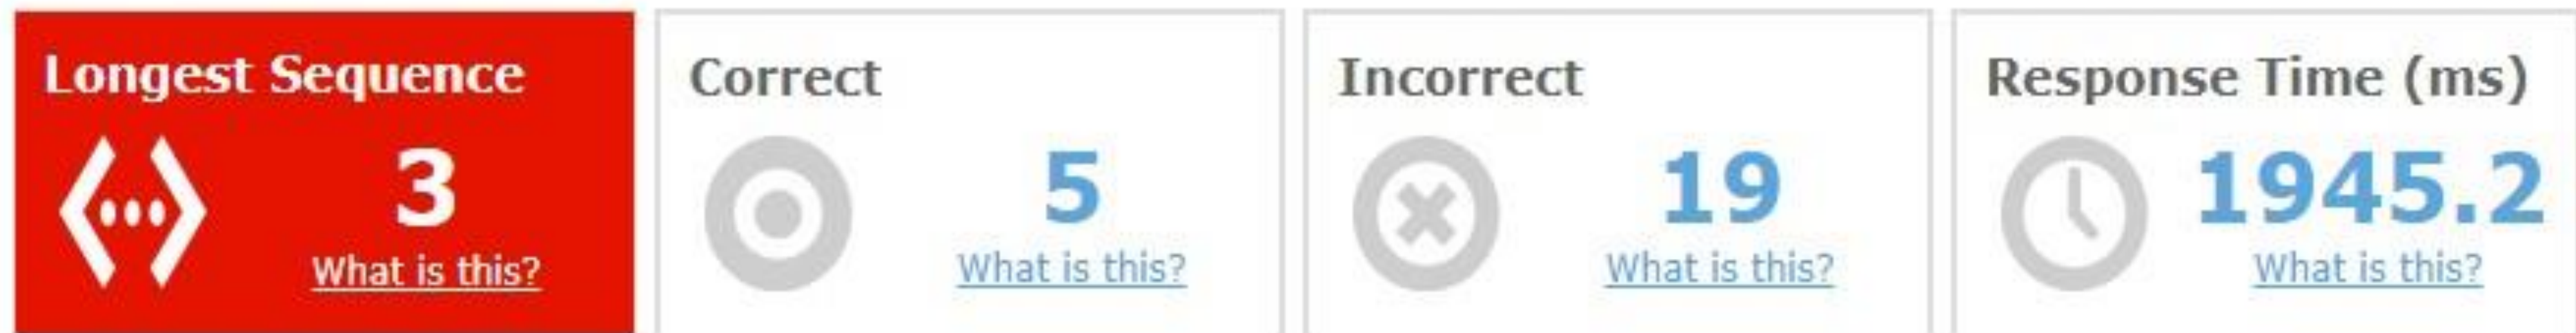 Longest Sequence
3
What is this?
Correct
5
What is this?
Incorrect
19
What is this?
Response Time (ms)
1945.2
What is this?